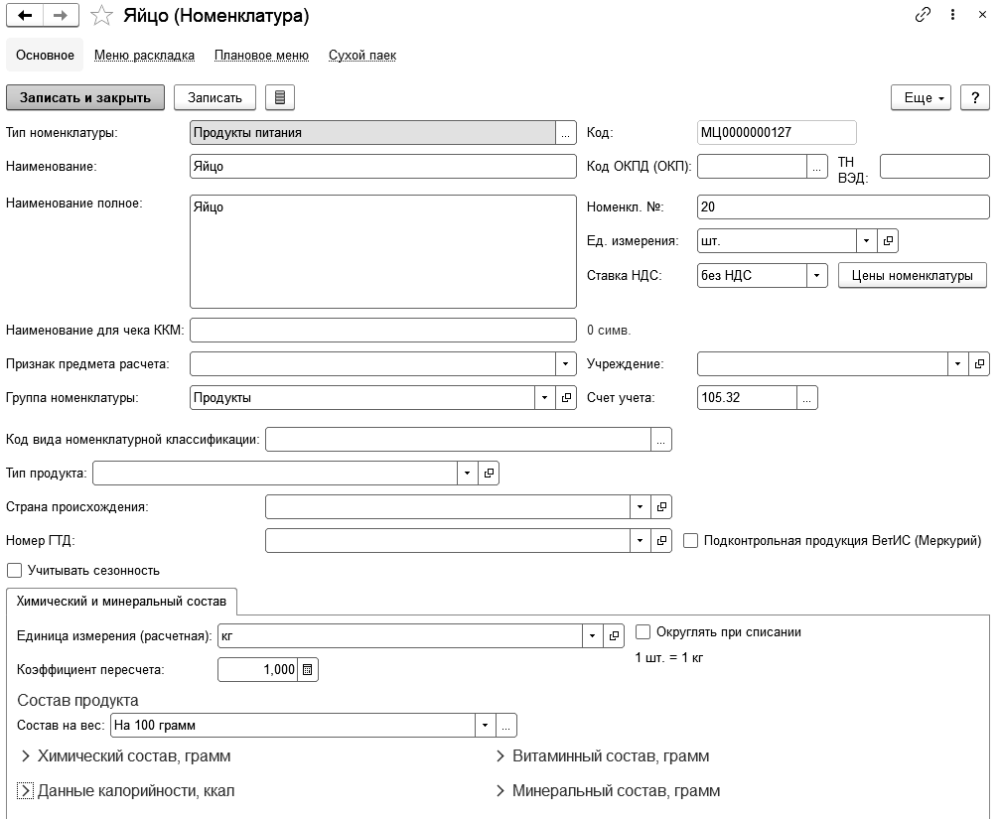 Яйцо (Номенклатура)
Основное Меню раскладка Плановое меню Сухой паек
Записать и закрыть Записать Еще ?
Тип номенклатуры: Продукты питания ... Код: МЦ0000000127
Наименование: Яйцо Код ОКПД (ОКП): ... ТН ВЭД:
Наименование полное: Яйцо Номенкл. №: 20
Ед. измерения: шт.
Ставка НДС: без НДС Цены номенклатуры
Наименование для чека ККМ: 0 симв.
Признак предмета расчета: Учреждение:
Группа номенклатуры: Продукты Счет учета: 105.32 ...
Код вида номенклатурной классификации: ...
Тип продукта:
Страна происхождения:
Номер ГТД: Подконтрольная продукция ВетИС (Меркурий)
Учитывать сезонность
Химический и минеральный состав
Единица измерения (расчетная): кг Округлять при списании
1 шт. = 1 кг
Коэффициент пересчета: 1,000
Состав продукта
Состав на вес: На 100 грамм ...
Химический состав, грамм Витаминный состав, грамм
Данные калорийности, ккал Минеральный состав, грамм